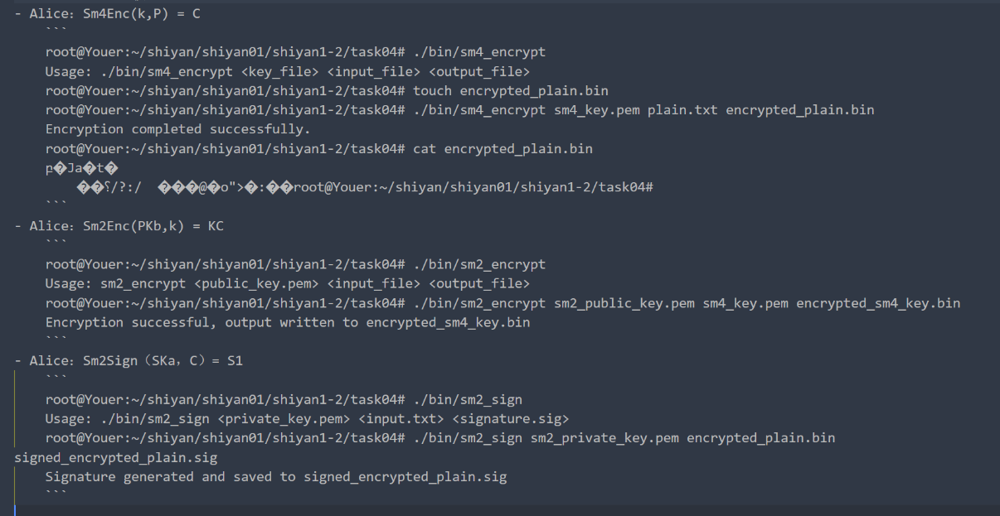 - Alice: Sm4Enc(k,P) = C
```
root@Youer:~/shiyan/shiyan01/shiyan1-2/task04# ./bin/sm4_encrypt
Usage: ./bin/sm4_encrypt <key_file> <input_file> <output_file>
root@Youer:~/shiyan/shiyan01/shiyan1-2/task04# touch encrypted_plain.bin
root@Youer:~/shiyan/shiyan01/shiyan1-2/task04# ./bin/sm4_encrypt sm4_key.pem plain.txt encrypted_plain.bin
Encryption completed successfully.
root@Youer:~/shiyan/shiyan01/shiyan1-2/task04# cat encrypted_plain.bin
p�Ja�t�
��⸮/?:/  ���@�o">�:��root@Youer:~/shiyan/shiyan01/shiyan1-2/task04#
```
- Alice: Sm2Enc(PKb,k) = KC
```
root@Youer:~/shiyan/shiyan01/shiyan1-2/task04# ./bin/sm2_encrypt
Usage: sm2_encrypt <public_key.pem> <input_file> <output_file>
root@Youer:~/shiyan/shiyan01/shiyan1-2/task04# ./bin/sm2_encrypt sm2_public_key.pem sm4_key.pem encrypted_sm4_key.bin
Encryption successful, output written to encrypted_sm4_key.bin
```
- Alice: Sm2Sign（SKa，C）= S1
```
root@Youer:~/shiyan/shiyan01/shiyan1-2/task04# ./bin/sm2_sign
Usage: ./bin/sm2_sign <private_key.pem> <input.txt> <signature.sig>
root@Youer:~/shiyan/shiyan01/shiyan1-2/task04# ./bin/sm2_sign sm2_private_key.pem encrypted_plain.bin
signed_encrypted_plain.sig
Signature generated and saved to signed_encrypted_plain.sig
```